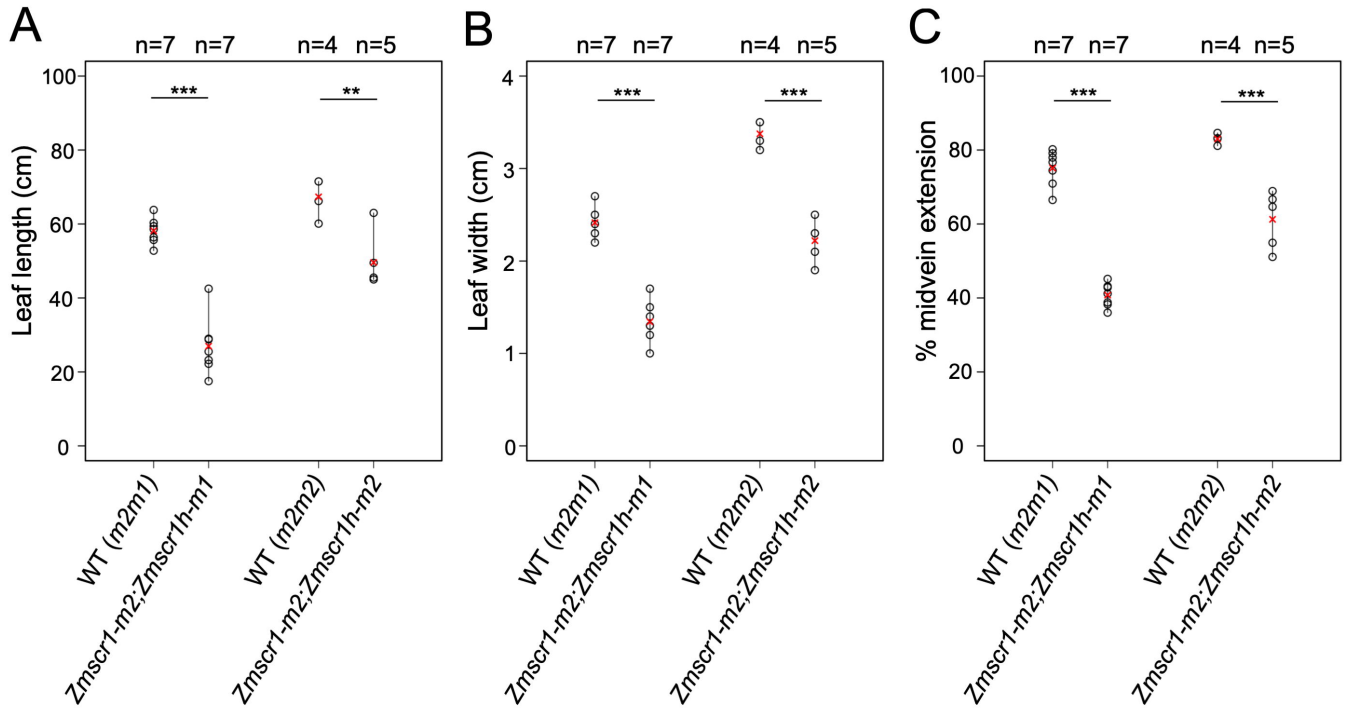 A
n=7 n=7 n=4 n=5
Leaf length (cm)
100
80
60
40
20
0
*** **
WT (m2m1)
Zmscr1-m2;Zmscr1h-m1
WT (m2m2)
Zmscr1-m2;Zmscr1h-m2
B
n=7 n=7 n=4 n=5
Leaf width (cm)
4
3
2
1
0
*** ***
WT (m2m1)
Zmscr1-m2;Zmscr1h-m1
WT (m2m2)
Zmscr1-m2;Zmscr1h-m2
C
n=7 n=7 n=4 n=5
% midvein extension
100
80
60
40
20
0
*** ***
WT (m2m1)
Zmscr1-m2;Zmscr1h-m1
WT (m2m2)
Zmscr1-m2;Zmscr1h-m2